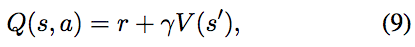 Q(s, a) = r + γV(s′), (9)